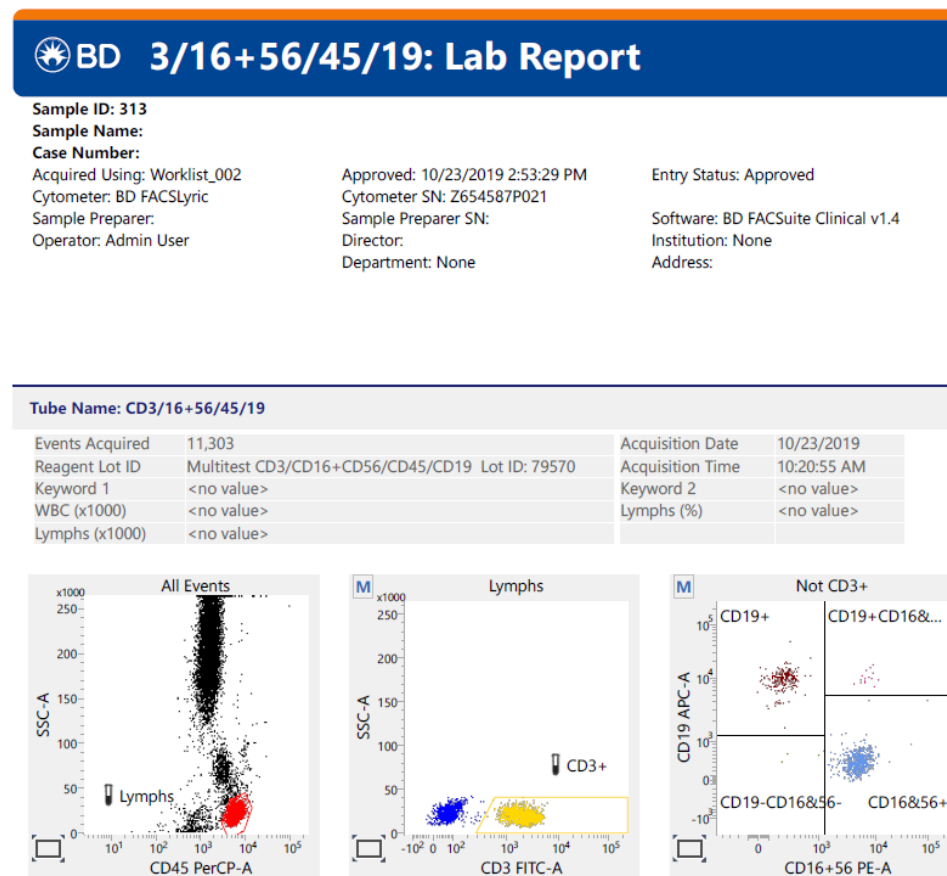 BD 3/16+56/45/19: Lab Report
Sample ID: 313
Sample Name:
Case Number:
Acquired Using: Worklist_002 Approved: 10/23/2019 2:53:29 PM Entry Status: Approved
Cytometer: BD FACSLyric Cytometer SN: Z654587P021
Sample Preparer: Sample Preparer SN: Software: BD FACSuite Clinical v1.4
Operator: Admin User Director: Institution: None
Department: None Address:
Tube Name: CD3/16+56/45/19
Events Acquired 11,303 Acquisition Date 10/23/2019
Reagent Lot ID Multitest CD3/CD16+CD56/CD45/CD19 Lot ID: 79570 Acquisition Time 10:20:55 AM
Keyword 1 <no value> Keyword 2 <no value>
WBC (x1000) <no value> Lymphs (%) <no value>
Lymphs (x1000) <no value>
All Events
x1000
250
200
150
100
50
0
SSC-A
Lymphs
10¹ 10² 10³ 10⁴ 10⁵
CD45 PerCP-A
M Lymphs
x1000
250
200
150
100
50
0
SSC-A
CD3+
-10² 0 10² 10³ 10⁴ 10⁵
CD3 FITC-A
M Not CD3+
CD19+ CD19+CD16&...
10⁵
10⁴
10³
0
-10³
CD19 APC-A
CD19-CD16&56- CD16&56+
0 10³ 10⁴ 10⁵
CD16+56 PE-A